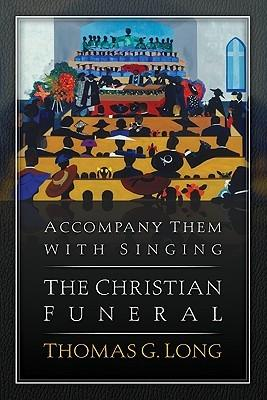 ACCOMPANY THEM
WITH SINGING
THE CHRISTIAN
FUNERAL
THOMAS G. LONG